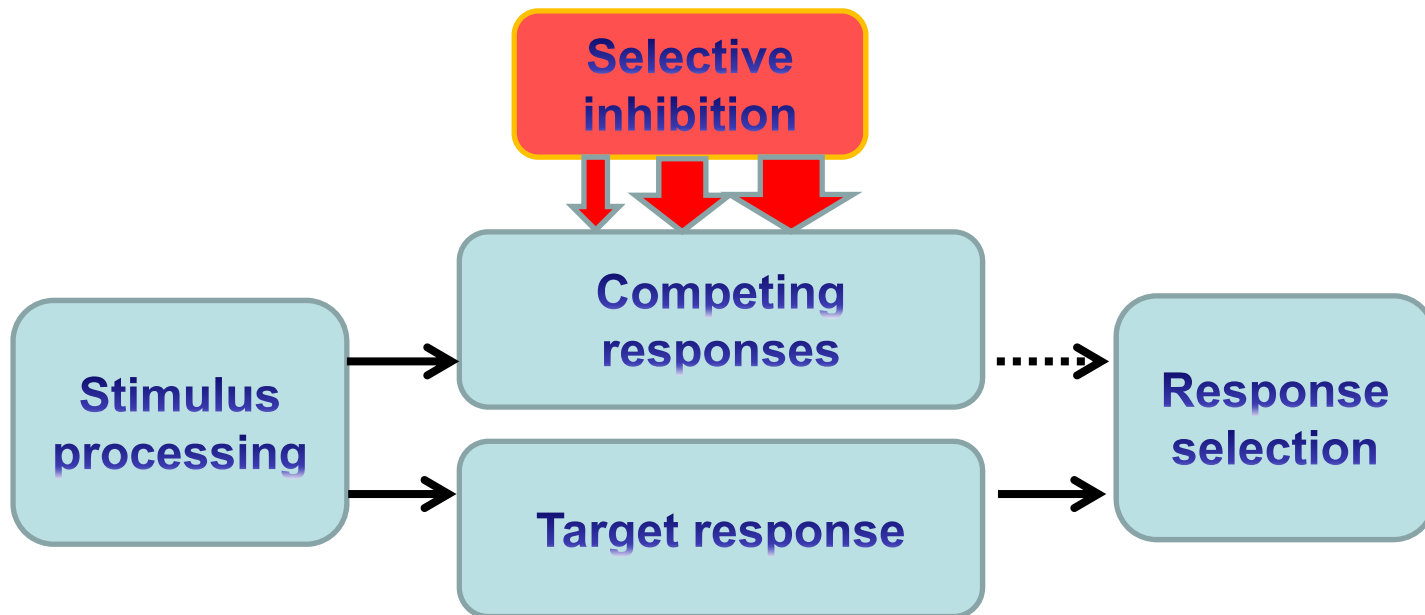 Selective
inhibition
Competing
responses
Stimulus
processing
Target response
Response
selection